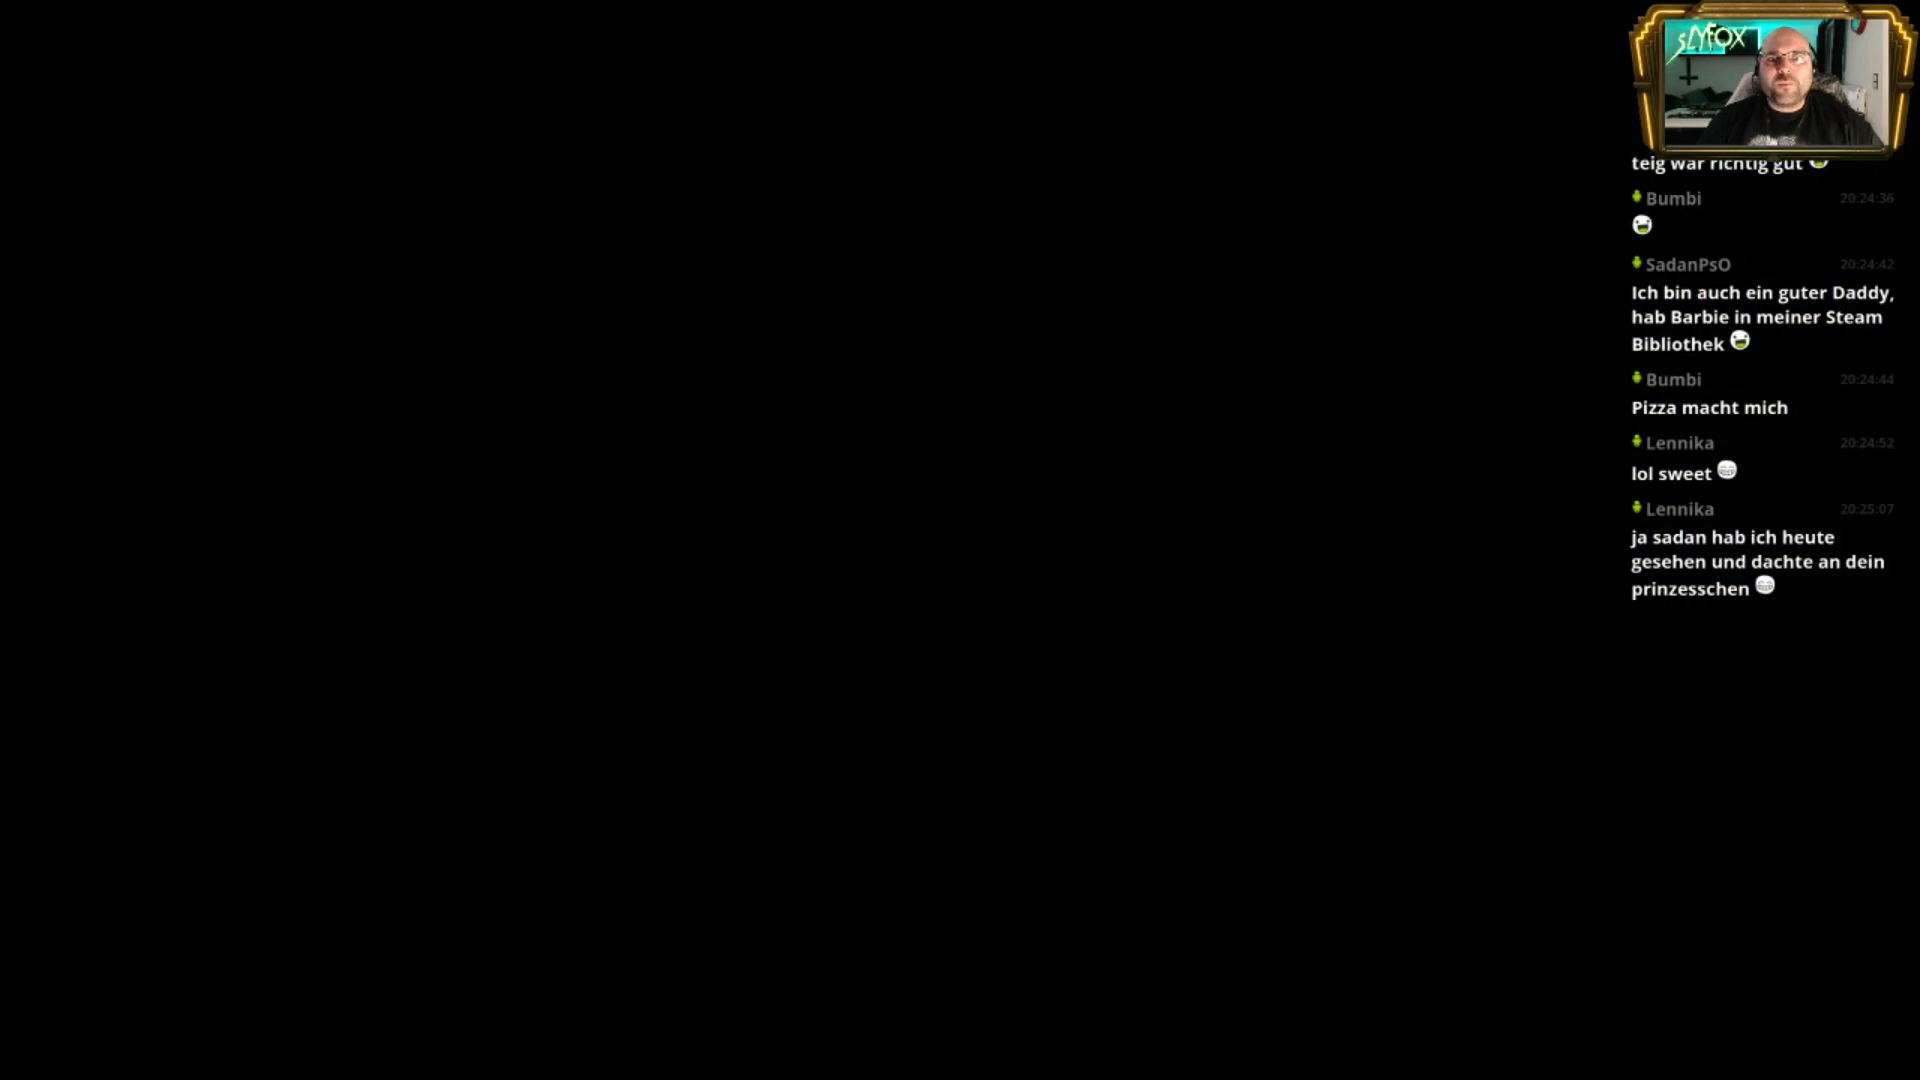 SLYFOX
teig war richtig gut
Bumbi 20:24:36
SadanPsO 20:24:42
Ich bin auch ein guter Daddy,
hab Barbie in meiner Steam
Bibliothek
Bumbi 20:24:44
Pizza macht mich
Lennika 20:24:52
lol sweet
Lennika 20:25:07
ja sadan hab ich heute
gesehen und dachte an dein
prinzesschen